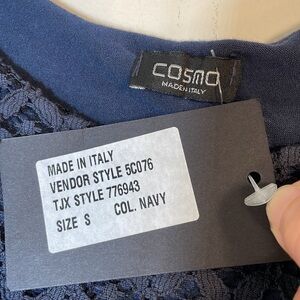 COSMO
MADE IN ITALY
MADE IN ITALY
VENDOR STYLE 5C076
TJX STYLE 776943
SIZE S COL. NAVY